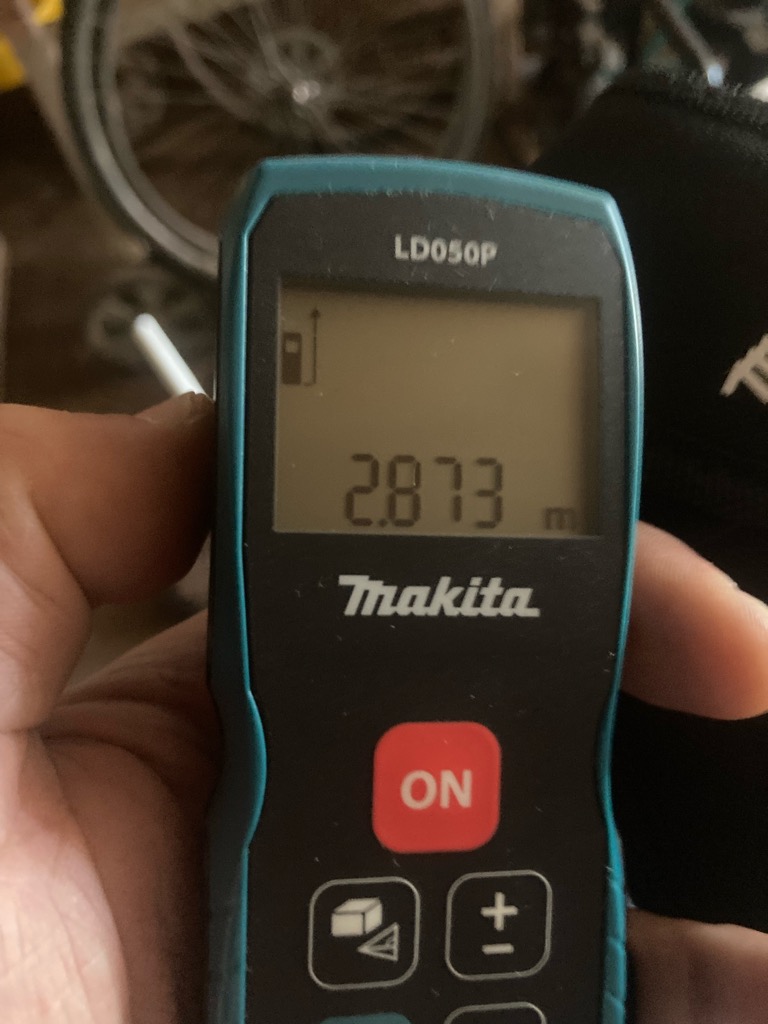 LD050P
2.873 m
Makita
ON
+
-